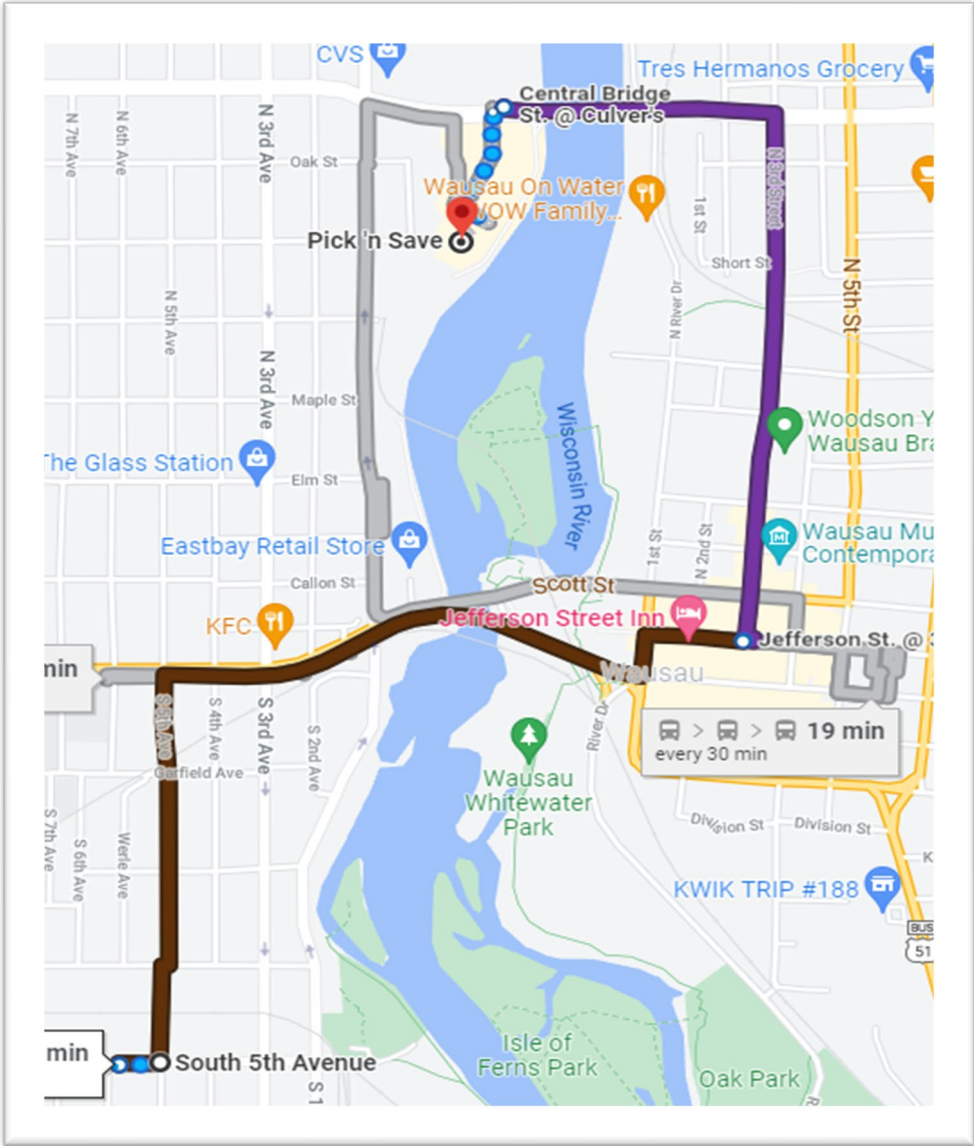 CVS
Tres Hermanos Grocery
Central Bridge
St. @ Culver's
N 7th Ave
N 6th Ave
N 3rd Ave
Oak St
N 3rd Street
Wausau On Water
WOW Family...
1st St
Pick 'n Save
Short St
N 5th St
N River Dr
N 5th Ave
N 3rd Ave
Maple St
Wisconsin River
Woodson Y
Wausau Bra
The Glass Station
Elm St
Eastbay Retail Store
1st St
N 2nd St
Wausau Mu
Contempora
Callon St
Scott St
KFC
Jefferson Street Inn
Jefferson St. @ 3
min
Wausau
S 5th Ave
S 4th Ave
S 3rd Ave
S 2nd Ave
River Dr
19 min
every 30 min
Garfield Ave
Wausau
Whitewater
Park
S 7th Ave
S 6th Ave
Werle Ave
Division St
Division St
K
KWIK TRIP #188
BUS
51
min
South 5th Avenue
Isle of
Ferns Park
Oak Park
S 1
R